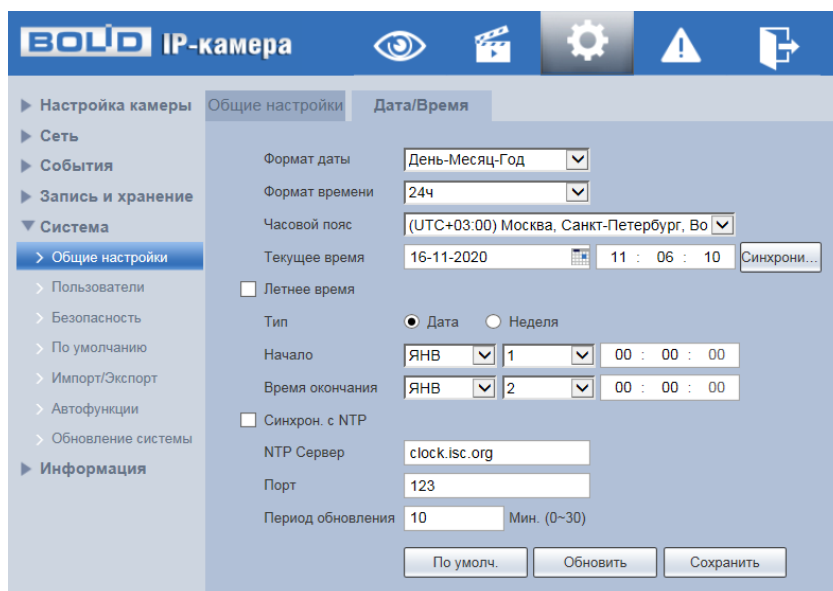 BOLID IP-камера
Настройка камеры
Сеть
События
Запись и хранение
Система
Общие настройки
Пользователи
Безопасность
По умолчанию
Импорт/Экспорт
Автофункции
Обновление системы
Информация
Общие настройки Дата/Время
Формат даты День-Месяц-Год
Формат времени 24ч
Часовой пояс (UTC+03:00) Москва, Санкт-Петербург, Во
Текущее время 16-11-2020 11 : 06 : 10 Синхрони...
Летнее время
Тип Дата Неделя
Начало ЯНВ 1 00 : 00 : 00
Время окончания ЯНВ 2 00 : 00 : 00
Синхрон. с NTP
NTP Сервер clock.isc.org
Порт 123
Период обновления 10 Мин. (0~30)
По умолч. Обновить Сохранить